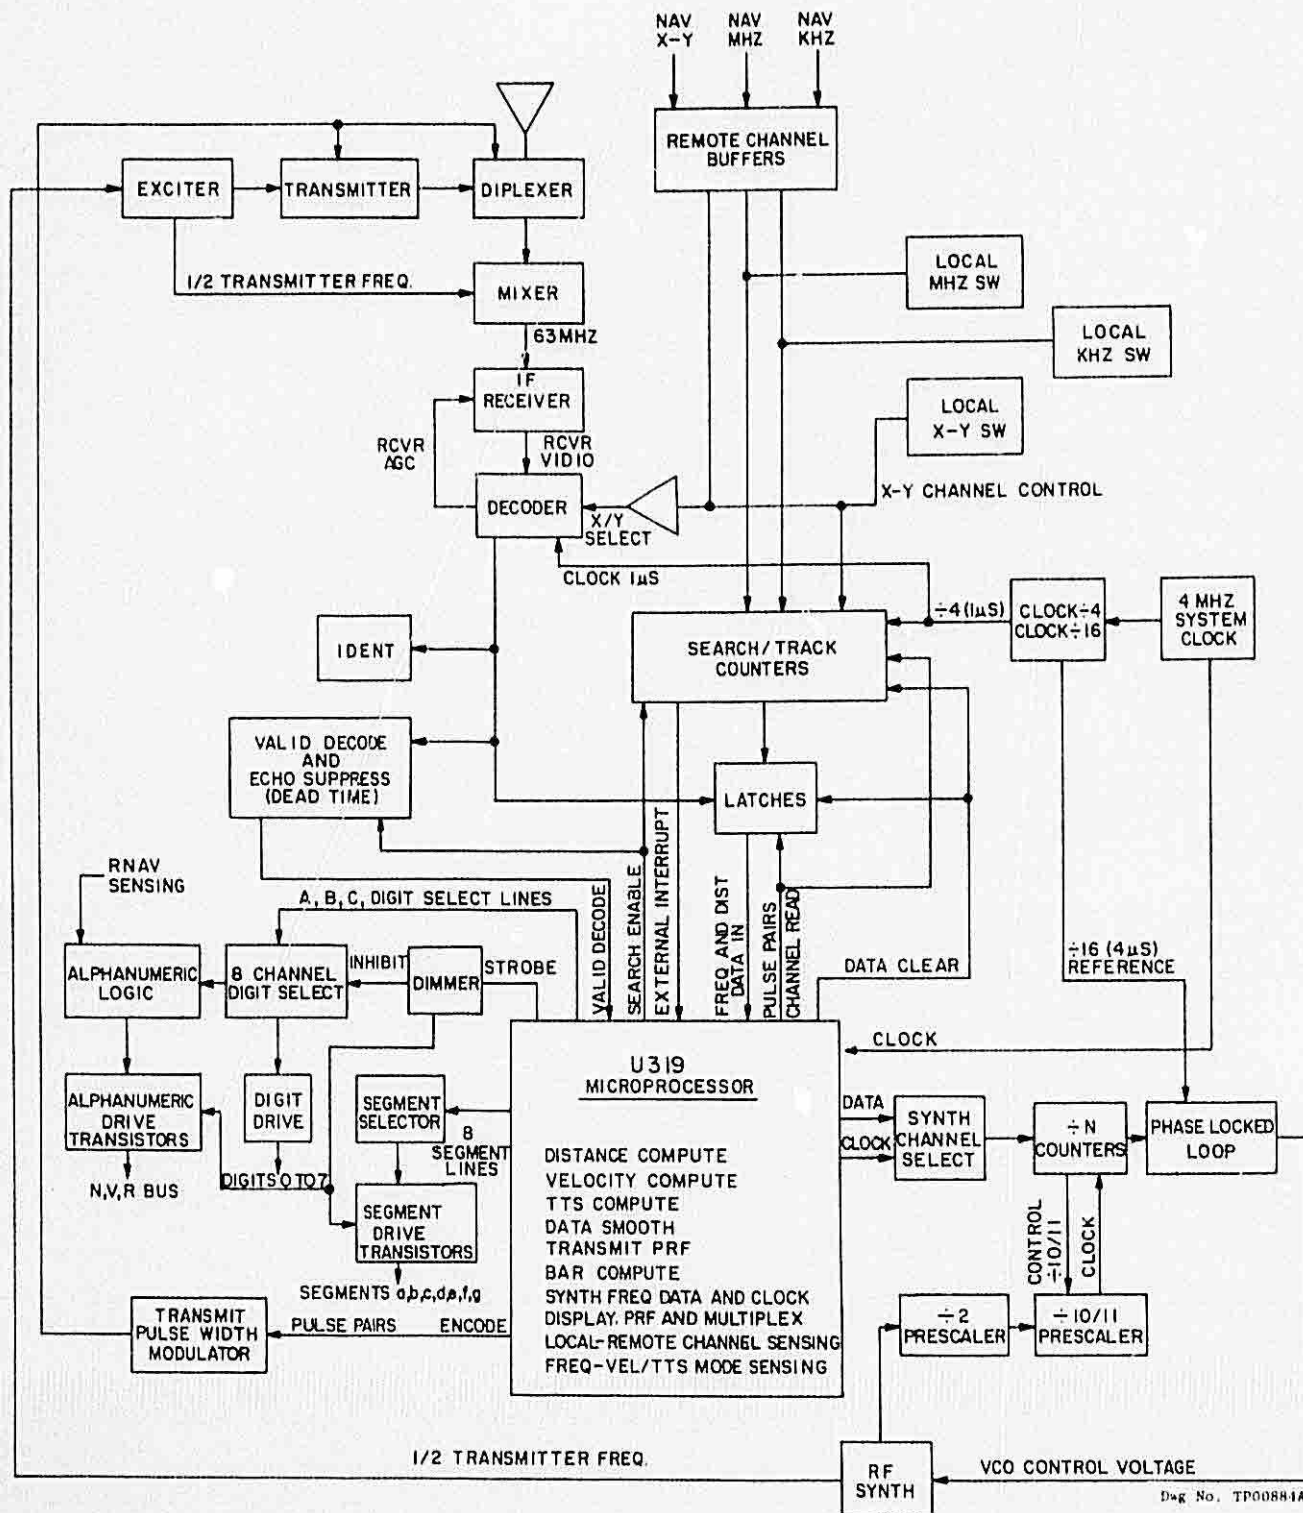 NAV
X-Y
NAV
MHZ
NAV
KHZ
REMOTE CHANNEL
BUFFERS
EXCITER
TRANSMITTER
DIPLEXER
1/2 TRANSMITTER FREQ.
MIXER
63MHZ
LOCAL
MHZ SW
LOCAL
KHZ SW
IF
RECEIVER
LOCAL
X-Y SW
RCVR
AGC
RCVR
VIDIO
DECODER
X/Y
SELECT
X-Y CHANNEL CONTROL
CLOCK 1µS
IDENT
SEARCH/TRACK
COUNTERS
÷4 (1µS)
CLOCK÷4
CLOCK÷16
4 MHZ
SYSTEM
CLOCK
VALID DECODE
AND
ECHO SUPPRESS
(DEAD TIME)
LATCHES
RNAV
SENSING
A, B, C, DIGIT SELECT LINES
VALID DECODE
SEARCH ENABLE
EXTERNAL INTERRUPT
FREQ AND DIST
DATA IN
PULSE PAIRS
CHANNEL READ
DATA CLEAR
÷16 (4µS)
REFERENCE
ALPHANUMERIC
LOGIC
8 CHANNEL
DIGIT SELECT
INHIBIT
DIMMER
STROBE
CLOCK
ALPHANUMERIC
DRIVE
TRANSISTORS
DIGIT
DRIVE
SEGMENT
SELECTOR
8
SEGMENT
LINES
N,V,R BUS
DIGITS 0 TO 7
SEGMENT
DRIVE
TRANSISTORS
SEGMENTS a,b,c,d,e,f,g
U319
MICROPROCESSOR
DISTANCE COMPUTE
VELOCITY COMPUTE
TTS COMPUTE
DATA SMOOTH
TRANSMIT PRF
BAR COMPUTE
SYNTH FREQ DATA AND CLOCK
DISPLAY, PRF AND MULTIPLEX
LOCAL-REMOTE CHANNEL SENSING
FREQ-VEL/TTS MODE SENSING
DATA
CLOCK
SYNTH
CHANNEL
SELECT
÷N
COUNTERS
PHASE LOCKED
LOOP
CONTROL
÷10/11
CLOCK
÷2
PRESCALER
÷10/11
PRESCALER
TRANSMIT
PULSE WIDTH
MODULATOR
PULSE PAIRS ENCODE
1/2 TRANSMITTER FREQ.
RF
SYNTH
VCO CONTROL VOLTAGE
Dwg No. TP00884A